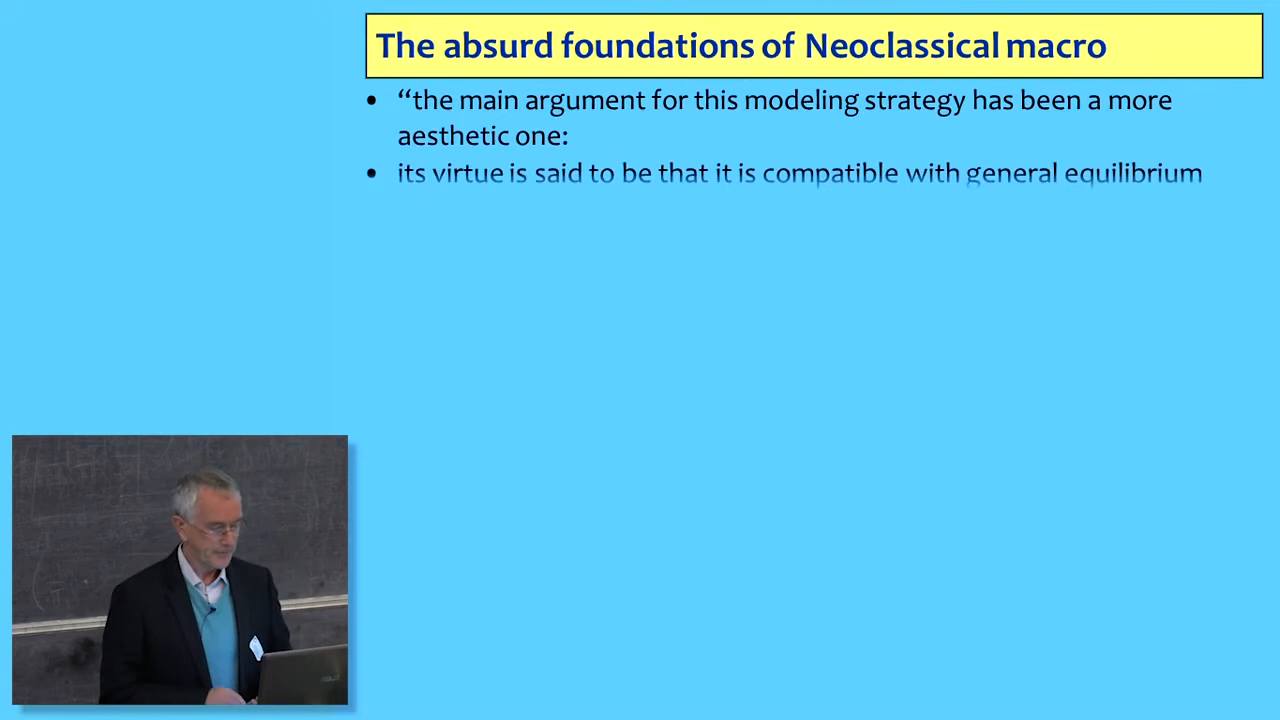 The absurd foundations of Neoclassical macro
• “the main argument for this modeling strategy has been a more
aesthetic one:
• its virtue is said to be that it is compatible with general equilibrium